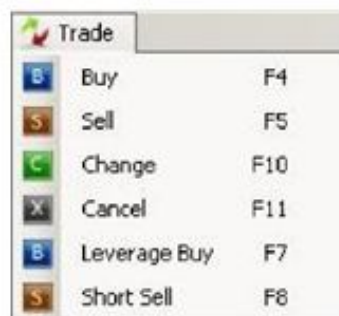 Trade
B Buy F4
S Sell F5
C Change F10
X Cancel F11
B Leverage Buy F7
S Short Sell F8